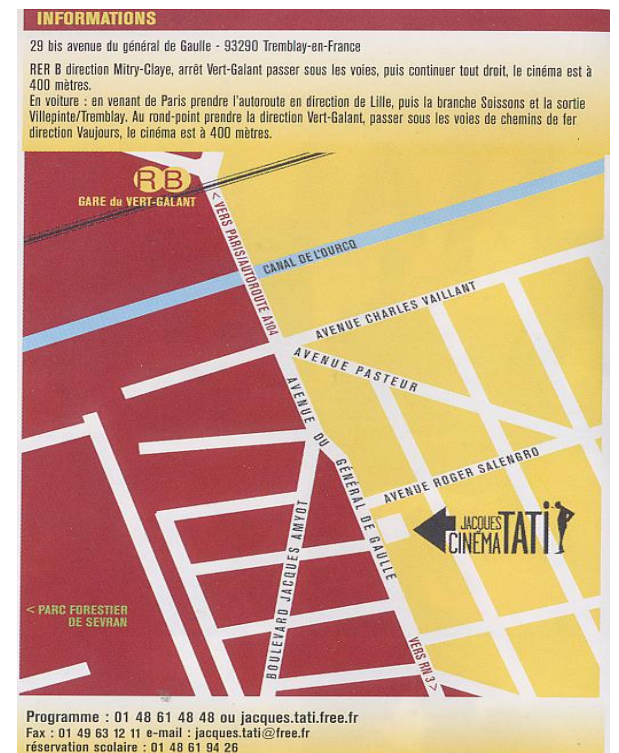 INFORMATIONS
29 bis avenue du général de Gaulle - 93290 Tremblay-en-France
RER B direction Mitry-Claye, arrêt Vert-Galant passer sous les voies, puis continuer tout droit, le cinéma est à
400 mètres.
En voiture : en venant de Paris prendre l'autoroute en direction de Lille, puis la branche Soissons et la sortie
Villepinte/Tremblay. Au rond-point prendre la direction Vert-Galant, passer sous les voies de chemins de fer
direction Vaujours, le cinéma est à 400 mètres.
RB
GARE du VERT-GALANT
< VERS PARIS/AUTOROUTE A104
CANAL DE L'OURCQ
AVENUE CHARLES VAILLANT
AVENUE PASTEUR
AVENUE DU GÉNÉRAL DE GAULLE
AVENUE ROGER SALENGRO
JACQUES
CINÉMA TATI
BOULEVARD JACQUES AMYOT
< PARC FORESTIER
DE SEVRAN
VERS RN 3 >
Programme : 01 48 61 48 48 ou jacques.tati.free.fr
Fax : 01 49 63 12 11 e-mail : jacques.tati@free.fr
réservation scolaire : 01 48 61 94 26